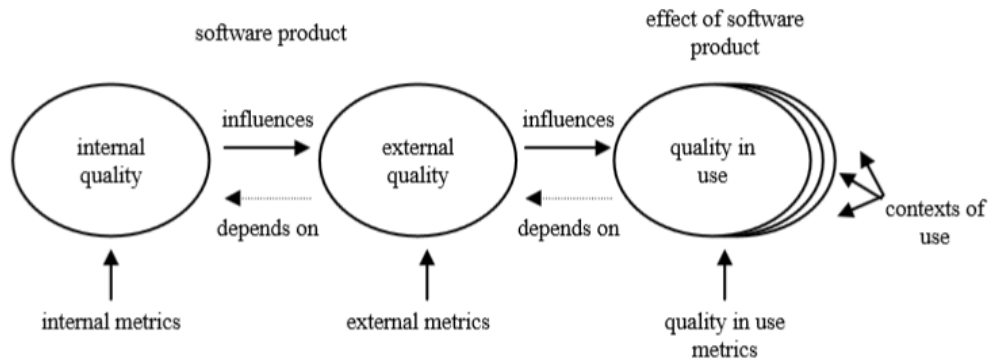 software product
effect of software
product
internal
quality
influences
depends on
external
quality
influences
depends on
quality in
use
contexts of
use
internal metrics
external metrics
quality in use
metrics